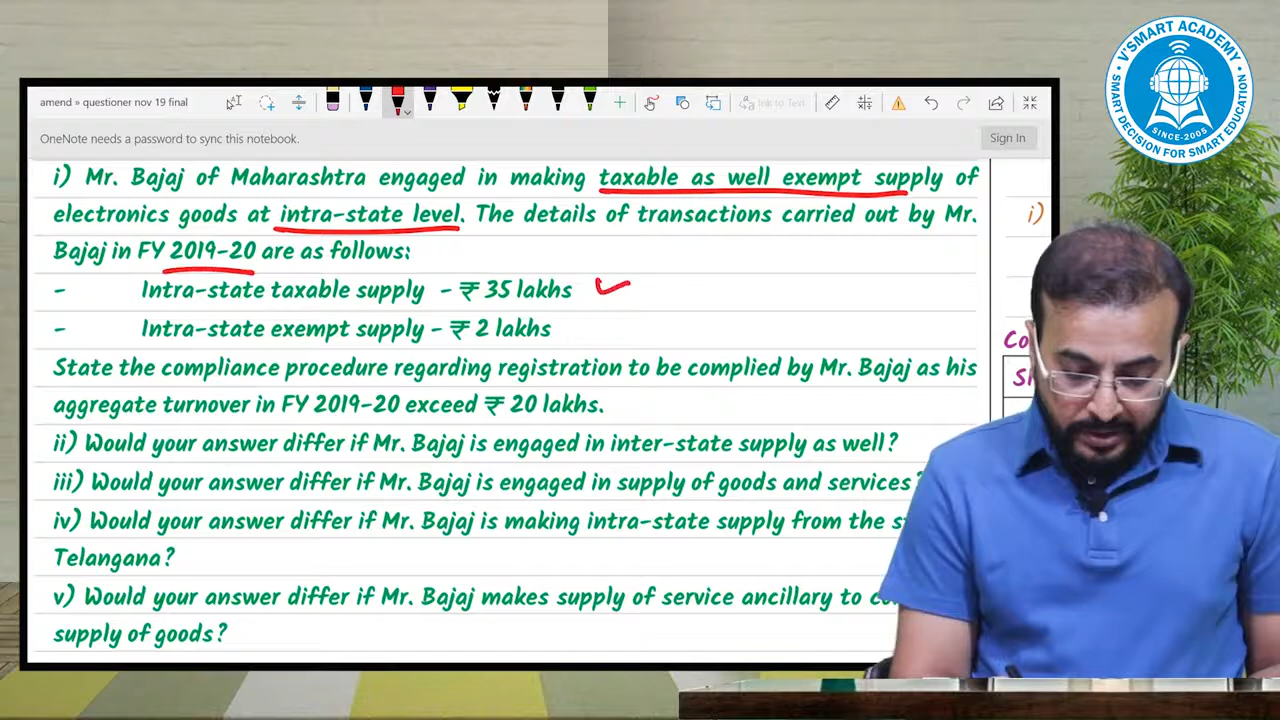 V'SMART ACADEMY
SMART DECISION FOR SMART EDUCATION
SINCE-2005
amend » questioner nov 19 final
Ink to Text
OneNote needs a password to sync this notebook.
Sign In
i) Mr. Bajaj of Maharashtra engaged in making taxable as well exempt supply of
electronics goods at intra-state level. The details of transactions carried out by Mr.
Bajaj in FY 2019-20 are as follows:
- Intra-state taxable supply - ₹ 35 lakhs
- Intra-state exempt supply - ₹ 2 lakhs
State the compliance procedure regarding registration to be complied by Mr. Bajaj as his
aggregate turnover in FY 2019-20 exceed ₹ 20 lakhs.
ii) Would your answer differ if Mr. Bajaj is engaged in inter-state supply as well?
iii) Would your answer differ if Mr. Bajaj is engaged in supply of goods and services?
iv) Would your answer differ if Mr. Bajaj is making intra-state supply from the
Telangana?
v) Would your answer differ if Mr. Bajaj makes supply of service ancillary to
supply of goods?
i)